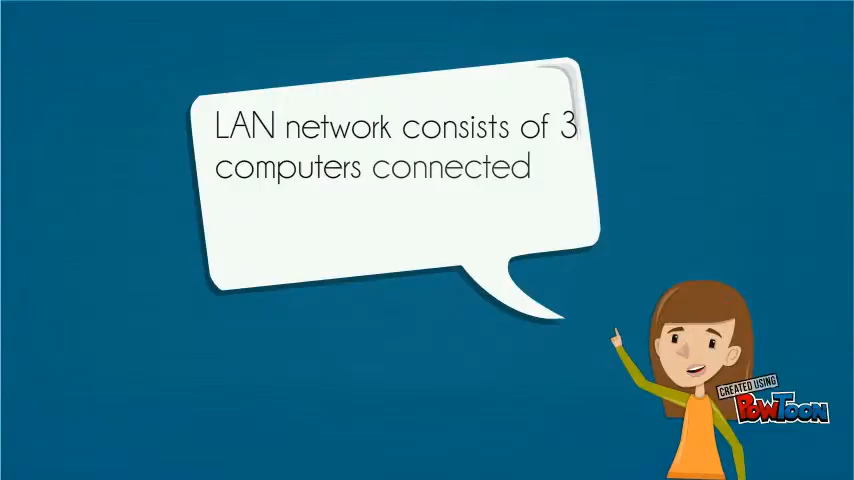 LAN network consists of 3
computers connected
CREATED USING
POWTOON